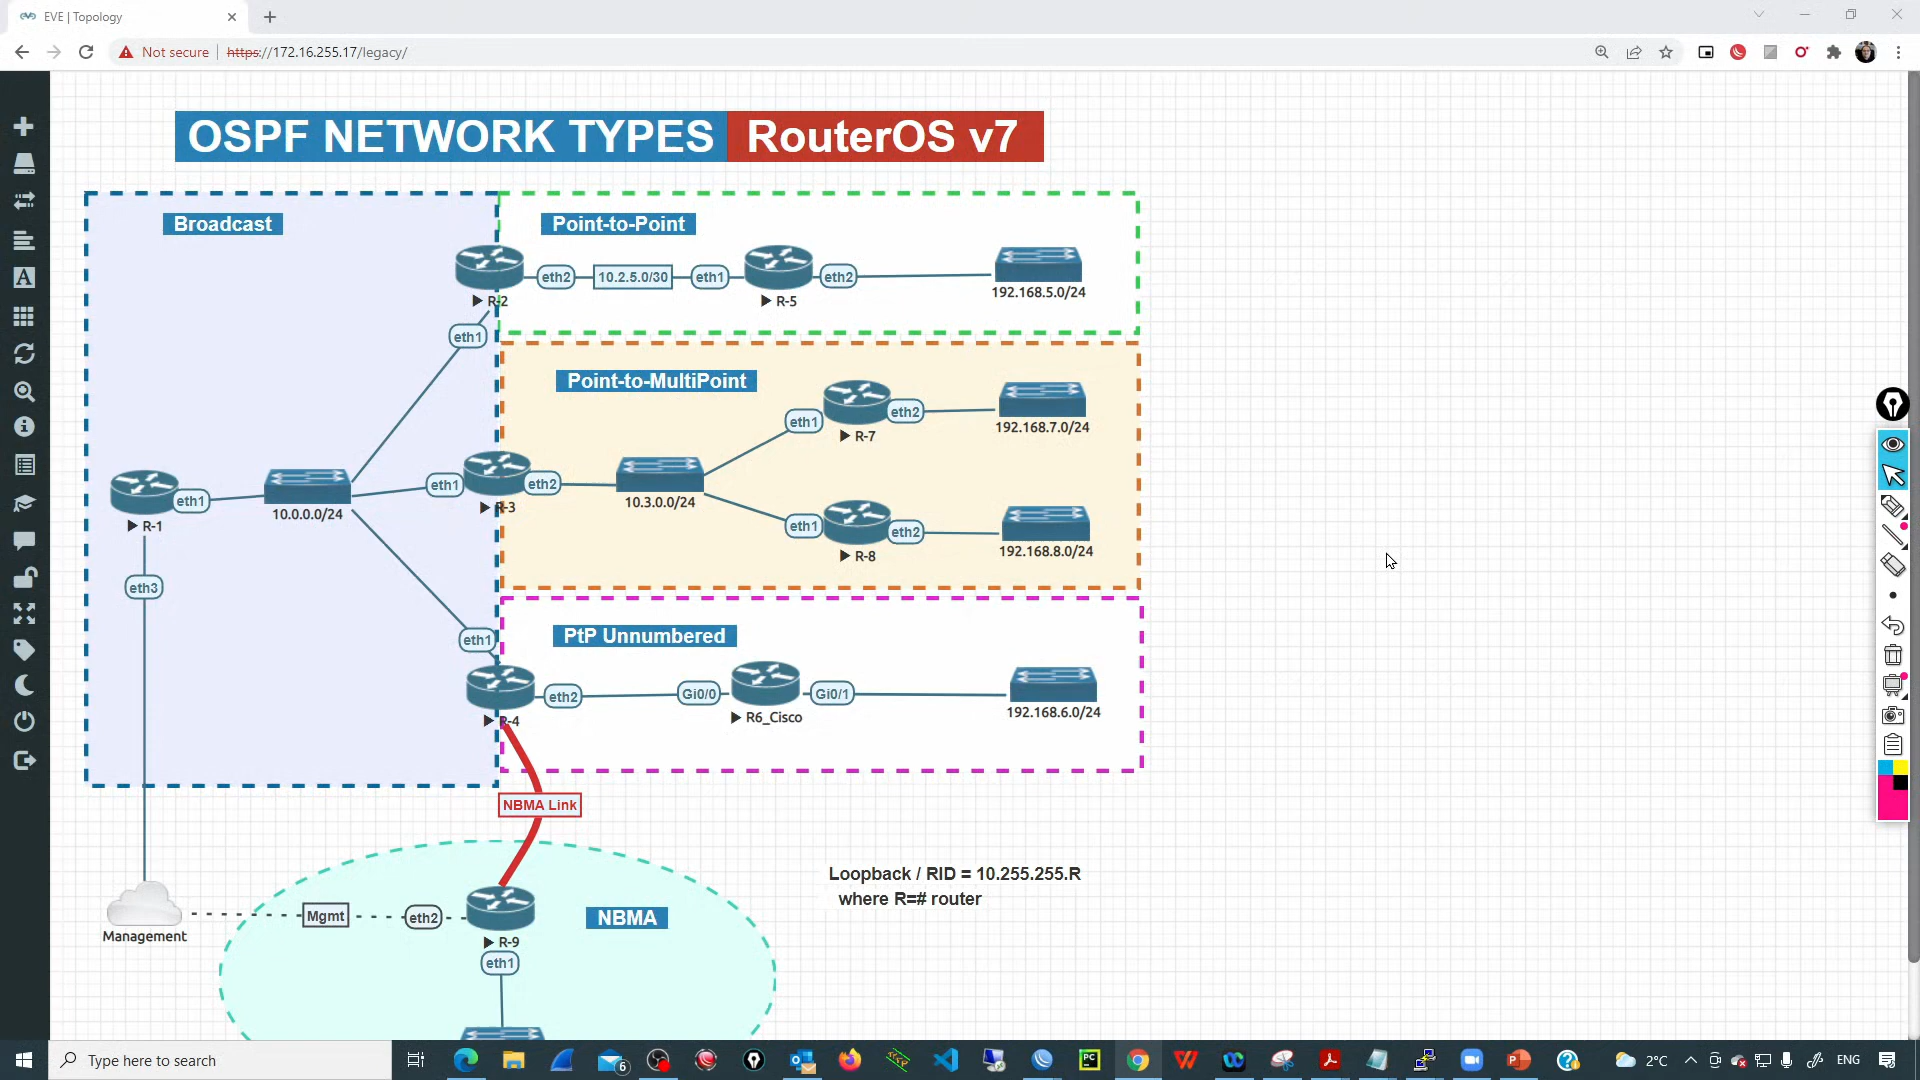 EVE | Topology
Not secure
https://172.16.255.17/legacy/
OSPF NETWORK TYPES RouterOS v7
Broadcast
Point-to-Point
eth2
10.2.5.0/30
eth1
eth2
192.168.5.0/24
R-2
R-5
eth1
Point-to-MultiPoint
eth1
eth2
R-7
192.168.7.0/24
eth1
eth1
eth2
R-3
10.3.0.0/24
10.0.0.0/24
R-1
eth1
eth2
R-8
192.168.8.0/24
eth3
eth1
PtP Unnumbered
eth2
Gi0/0
Gi0/1
R-4
R6_Cisco
192.168.6.0/24
NBMA Link
Loopback / RID = 10.255.255.R
where R=# router
Management
Mgmt
eth2
NBMA
R-9
eth1
Type here to search
6
PC
2°C
ENG